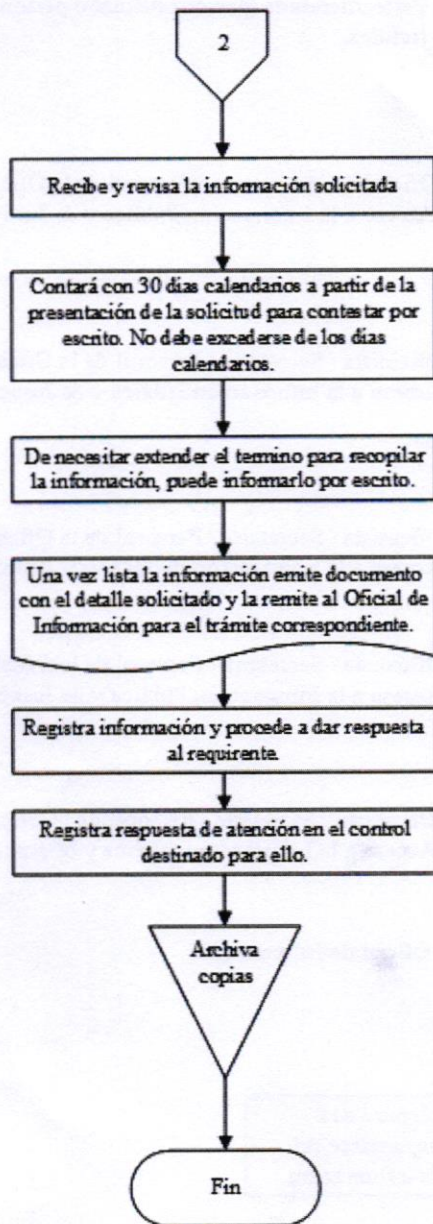 2
Recibe y revisa la información solicitada
Contará con 30 días calendarios a partir de la
presentación de la solicitud para contestar por
escrito. No debe excederse de los días
calendarios.
De necesitar extender el termino para recopilar
la información, puede informarlo por escrito.
Una vez lista la información emite documento
con el detalle solicitado y la remite al Oficial de
Información para el trámite correspondiente.
Registra información y procede a dar respuesta
al requirente.
Registra respuesta de atención en el control
destinado para ello.
Archiva
copias
Fin